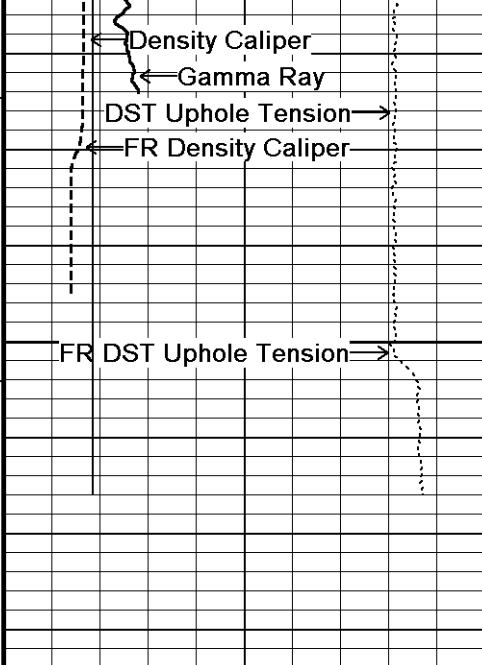 Density Caliper
Gamma Ray
DST Uphole Tension
FR Density Caliper
FR DST Uphole Tension